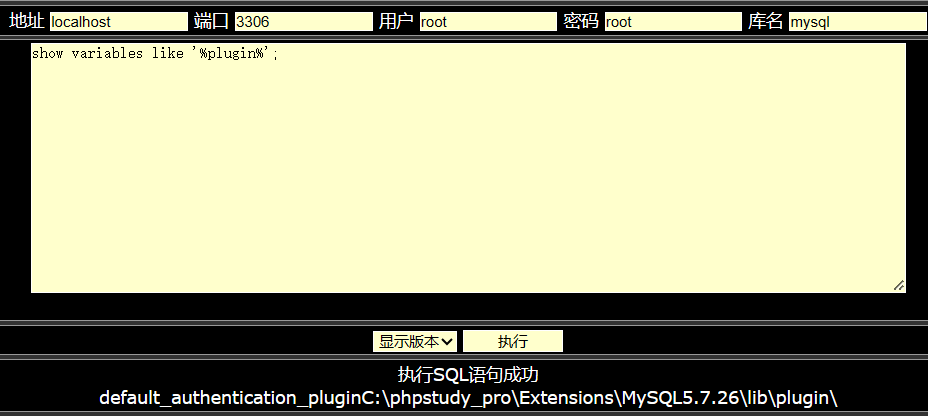 地址 localhost 端口 3306 用户 root 密码 root 库名 mysql
show variables like '%plugin%';
显示版本 执行
执行SQL语句成功
default_authentication_pluginC:\phpstudy_pro\Extensions\MySQL5.7.26\lib\plugin\